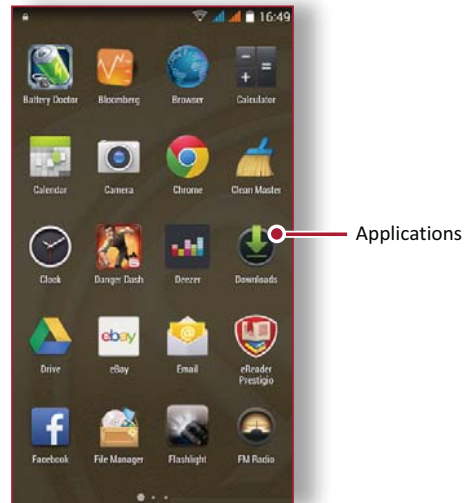 16:49
Battery Doctor Bloomberg Browser Calculator
Calendar Camera Chrome Clean Master
Applications
Clock Danger Dash Deezer Downloads
ebay
Drive eBay Email eReader
Prestigio
Facebook File Manager Flashlight FM Radio